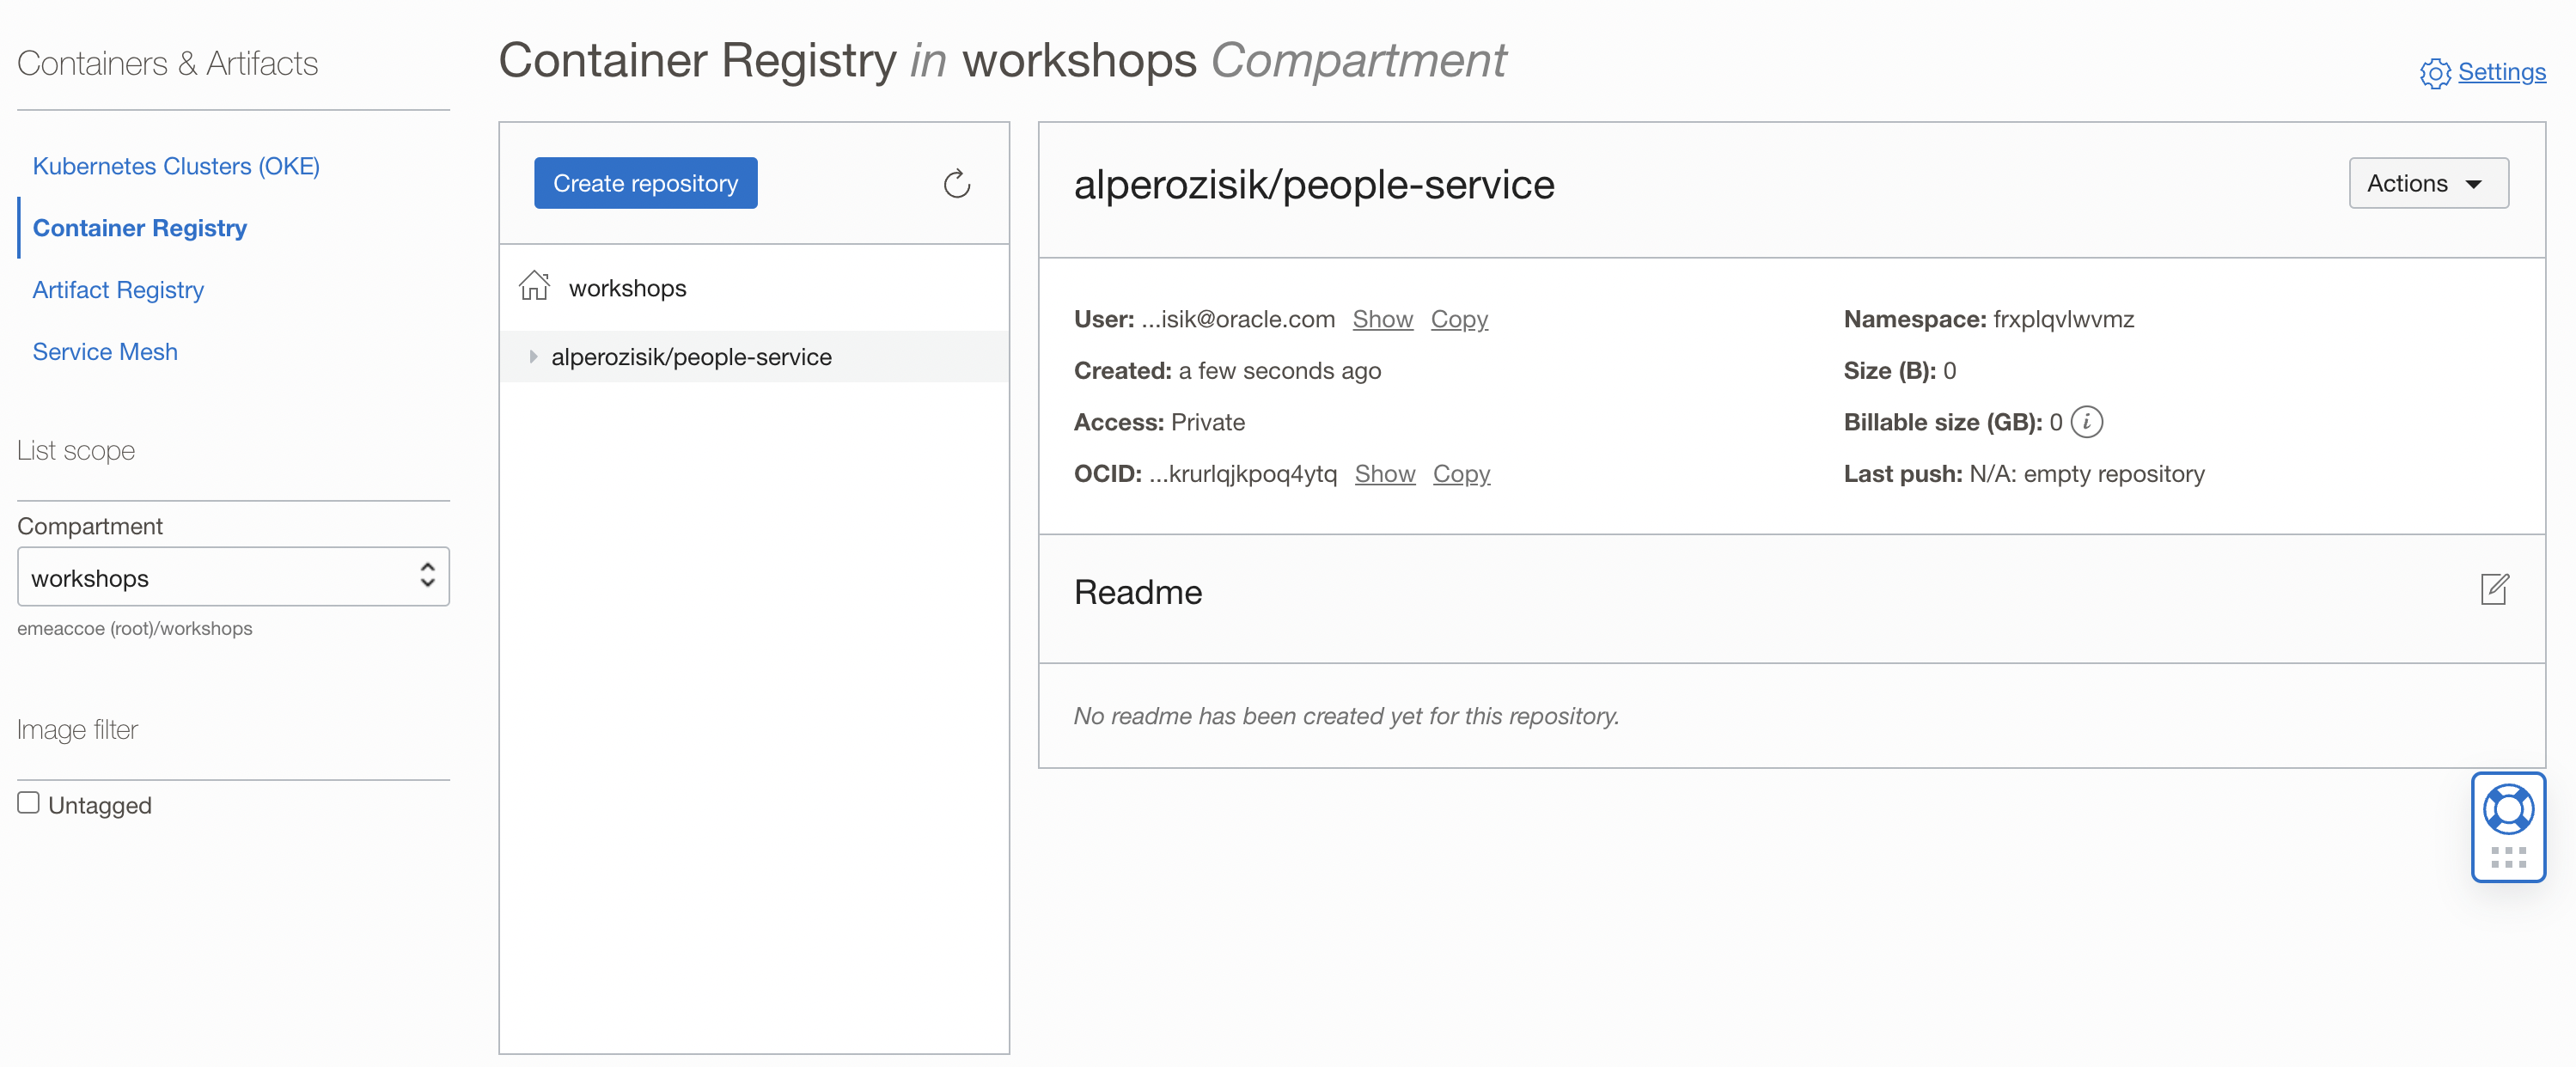 Containers & Artifacts
Kubernetes Clusters (OKE)
Container Registry
Artifact Registry
Service Mesh
List scope
Compartment
workshops
emeaccoe (root)/workshops
Image filter
Untagged
Container Registry in workshops Compartment
Settings
Create repository
workshops
alperozisik/people-service
alperozisik/people-service
Actions
User: ...isik@oracle.com Show Copy
Created: a few seconds ago
Access: Private
OCID: ...krurlqjkpoq4ytq Show Copy
Namespace: frxplqvlwvmz
Size (B): 0
Billable size (GB): 0 i
Last push: N/A: empty repository
Readme
No readme has been created yet for this repository.